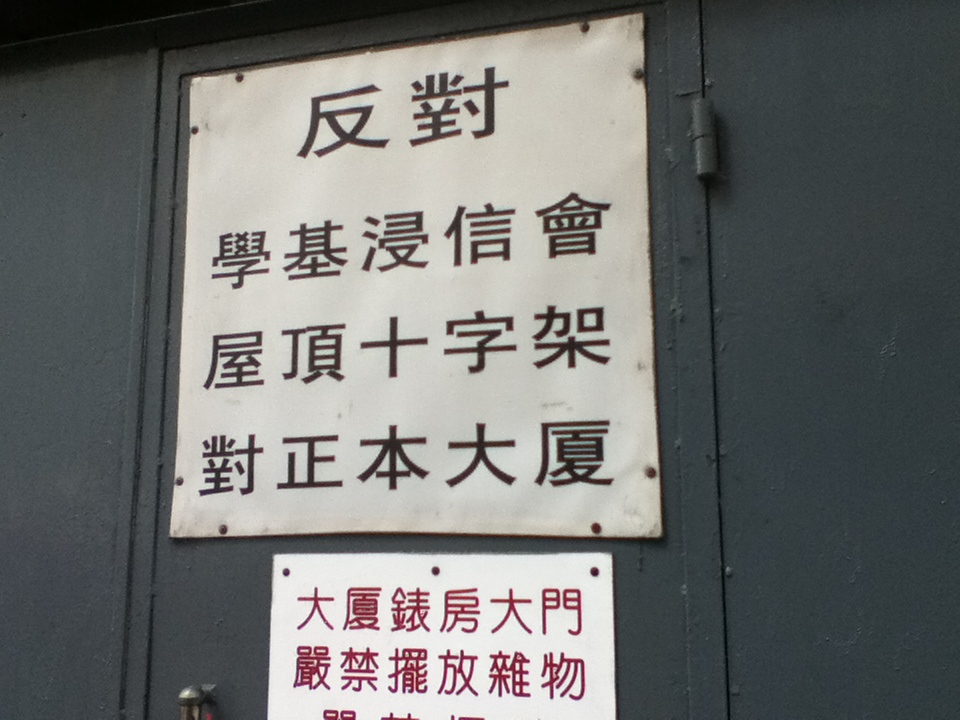 反對
學基浸信會
屋頂十字架
對正本大厦
大厦錶房大門
嚴禁擺放雜物